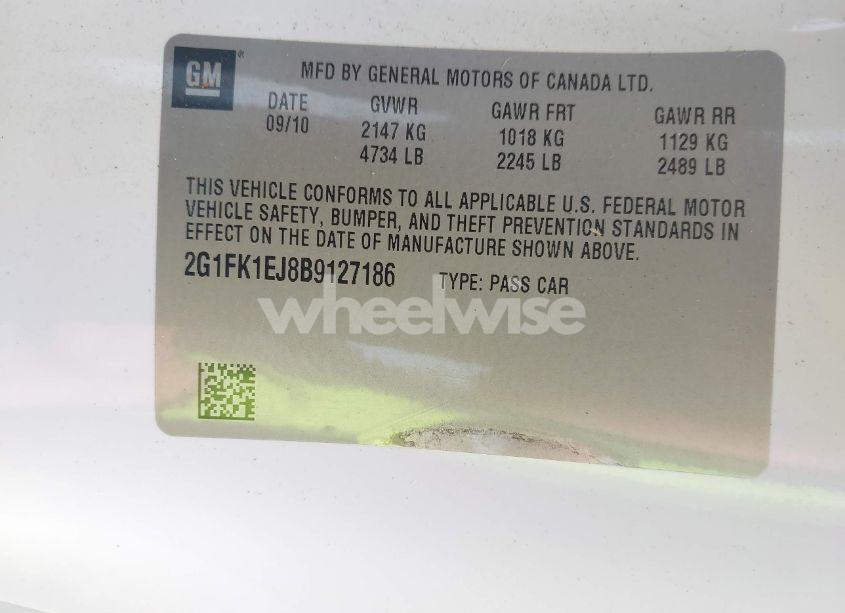 GM
MFD BY GENERAL MOTORS OF CANADA LTD.
DATE GVWR GAWR FRT GAWR RR
09/10 2147 KG 1018 KG 1129 KG
4734 LB 2245 LB 2489 LB
THIS VEHICLE CONFORMS TO ALL APPLICABLE U.S. FEDERAL MOTOR
VEHICLE SAFETY, BUMPER, AND THEFT PREVENTION STANDARDS IN
EFFECT ON THE DATE OF MANUFACTURE SHOWN ABOVE.
2G1FK1EJ8B9127186 TYPE: PASS CAR
wheelwise